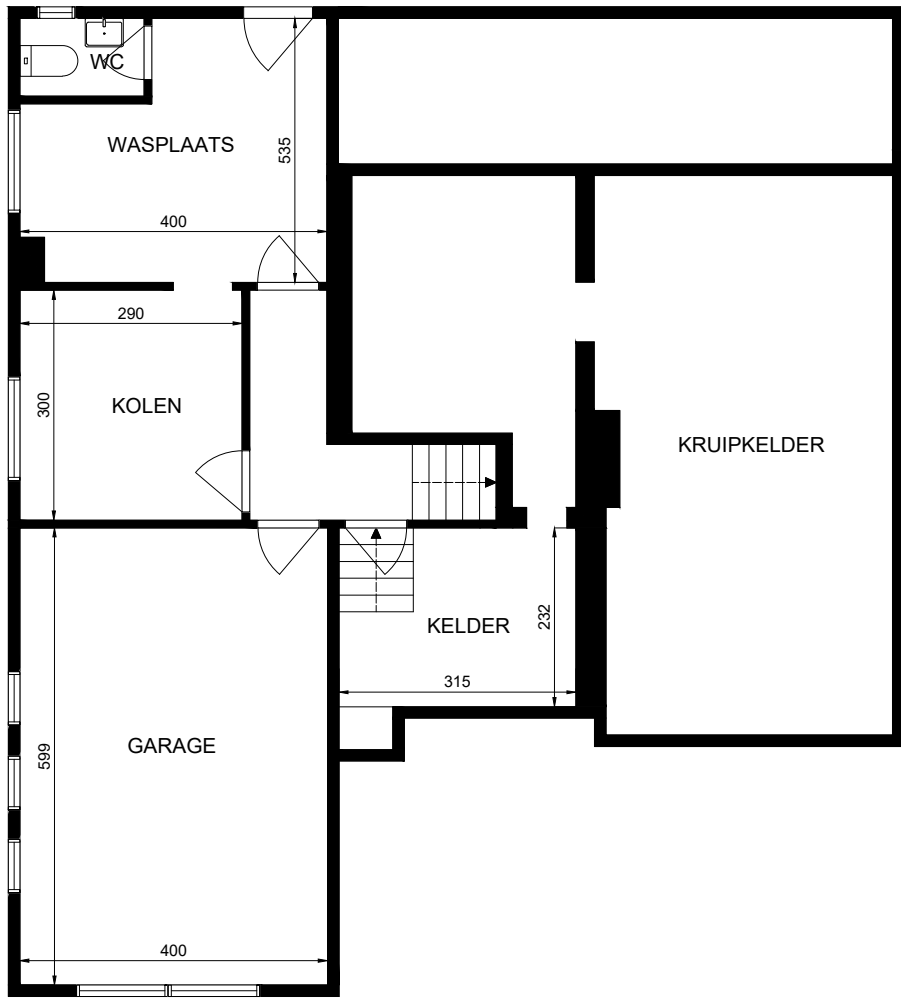 WC
WASPLAATS
535
400
290
300
KOLEN
KRUIPKELDER
KELDER
232
315
GARAGE
599
400